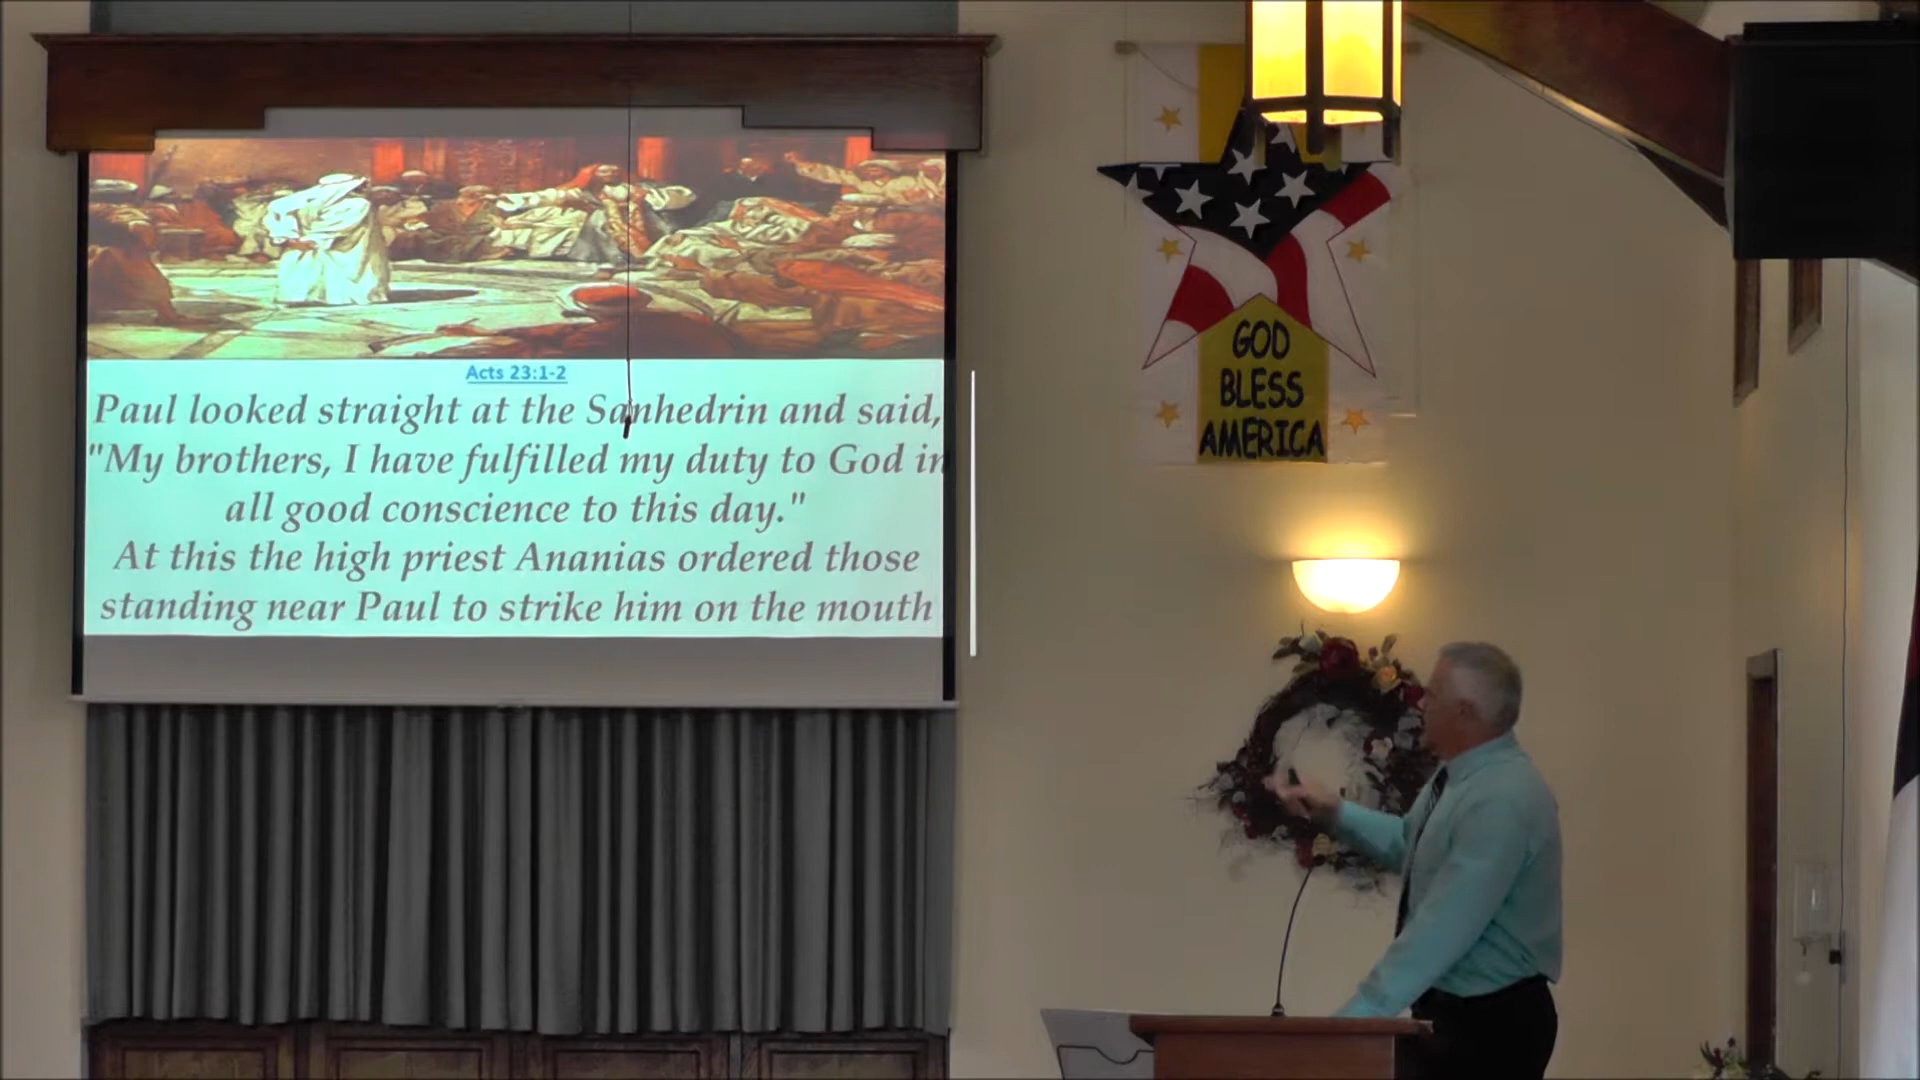 Acts 23:1-2
Paul looked straight at the Sanhedrin and said,
"My brothers, I have fulfilled my duty to God in
all good conscience to this day."
At this the high priest Ananias ordered those
standing near Paul to strike him on the mouth
GOD
BLESS
AMERICA